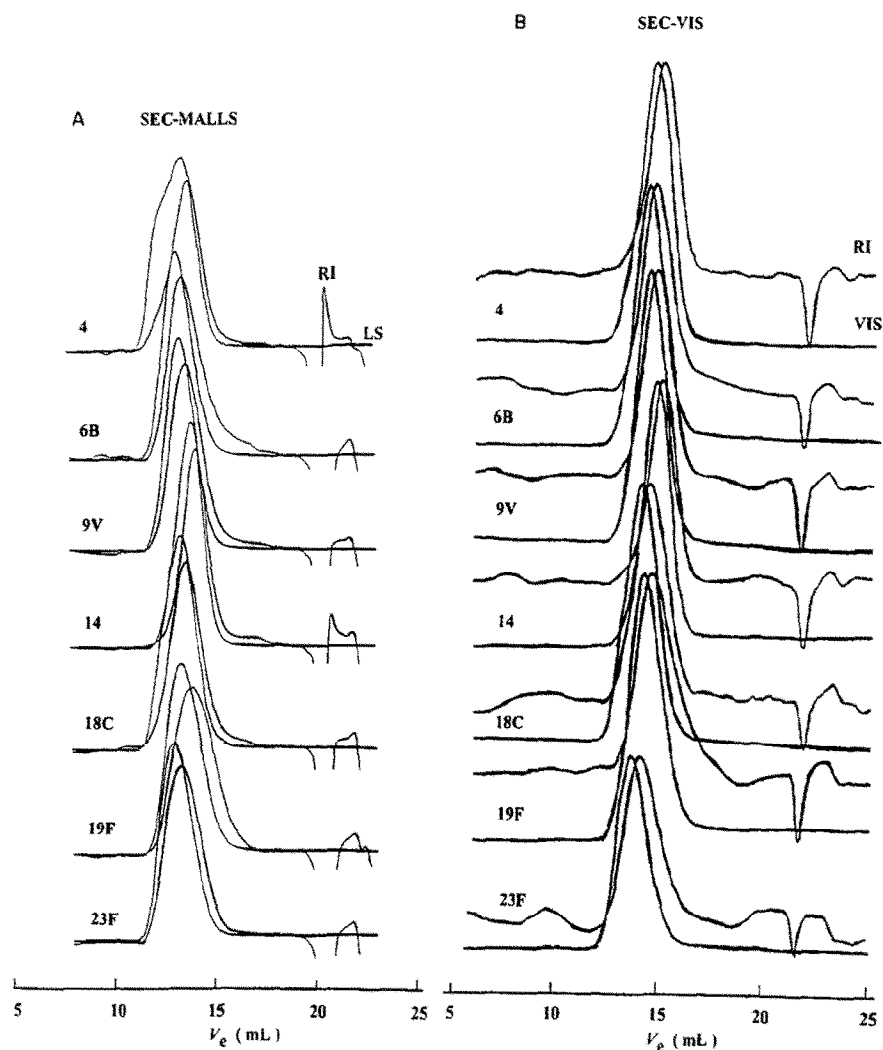 A
SEC-MALLS
RI
LS
4
6B
9V
14
18C
19F
23F
5 10 15 20 25
Ve (mL)
B
SEC-VIS
RI
VIS
4
6B
9V
14
18C
19F
23F
5 10 15 20 25
Ve (mL)